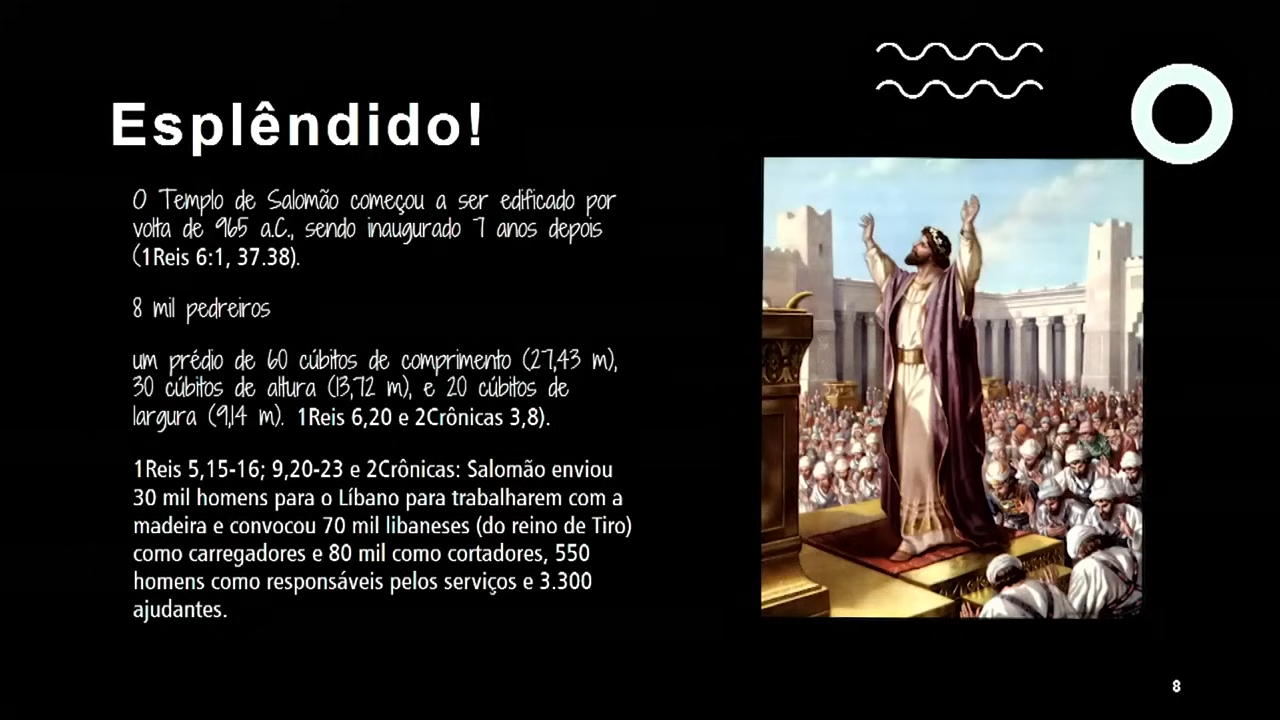 Esplêndido!
O Templo de Salomão começou a ser edificado por
volta de 965 a.C., sendo inaugurado 7 anos depois
(1Reis 6:1, 37.38).
8 mil pedreiros
um prédio de 60 cúbitos de comprimento (27,43 m),
30 cúbitos de altura (13,72 m), e 20 cúbitos de
largura (9,14 m). 1Reis 6,20 e 2Crônicas 3,8).
1Reis 5,15-16; 9,20-23 e 2Crônicas: Salomão enviou
30 mil homens para o Líbano para trabalharem com a
madeira e convocou 70 mil libaneses (do reino de Tiro)
como carregadores e 80 mil como cortadores, 550
homens como responsáveis pelos serviços e 3.300
ajudantes.
8